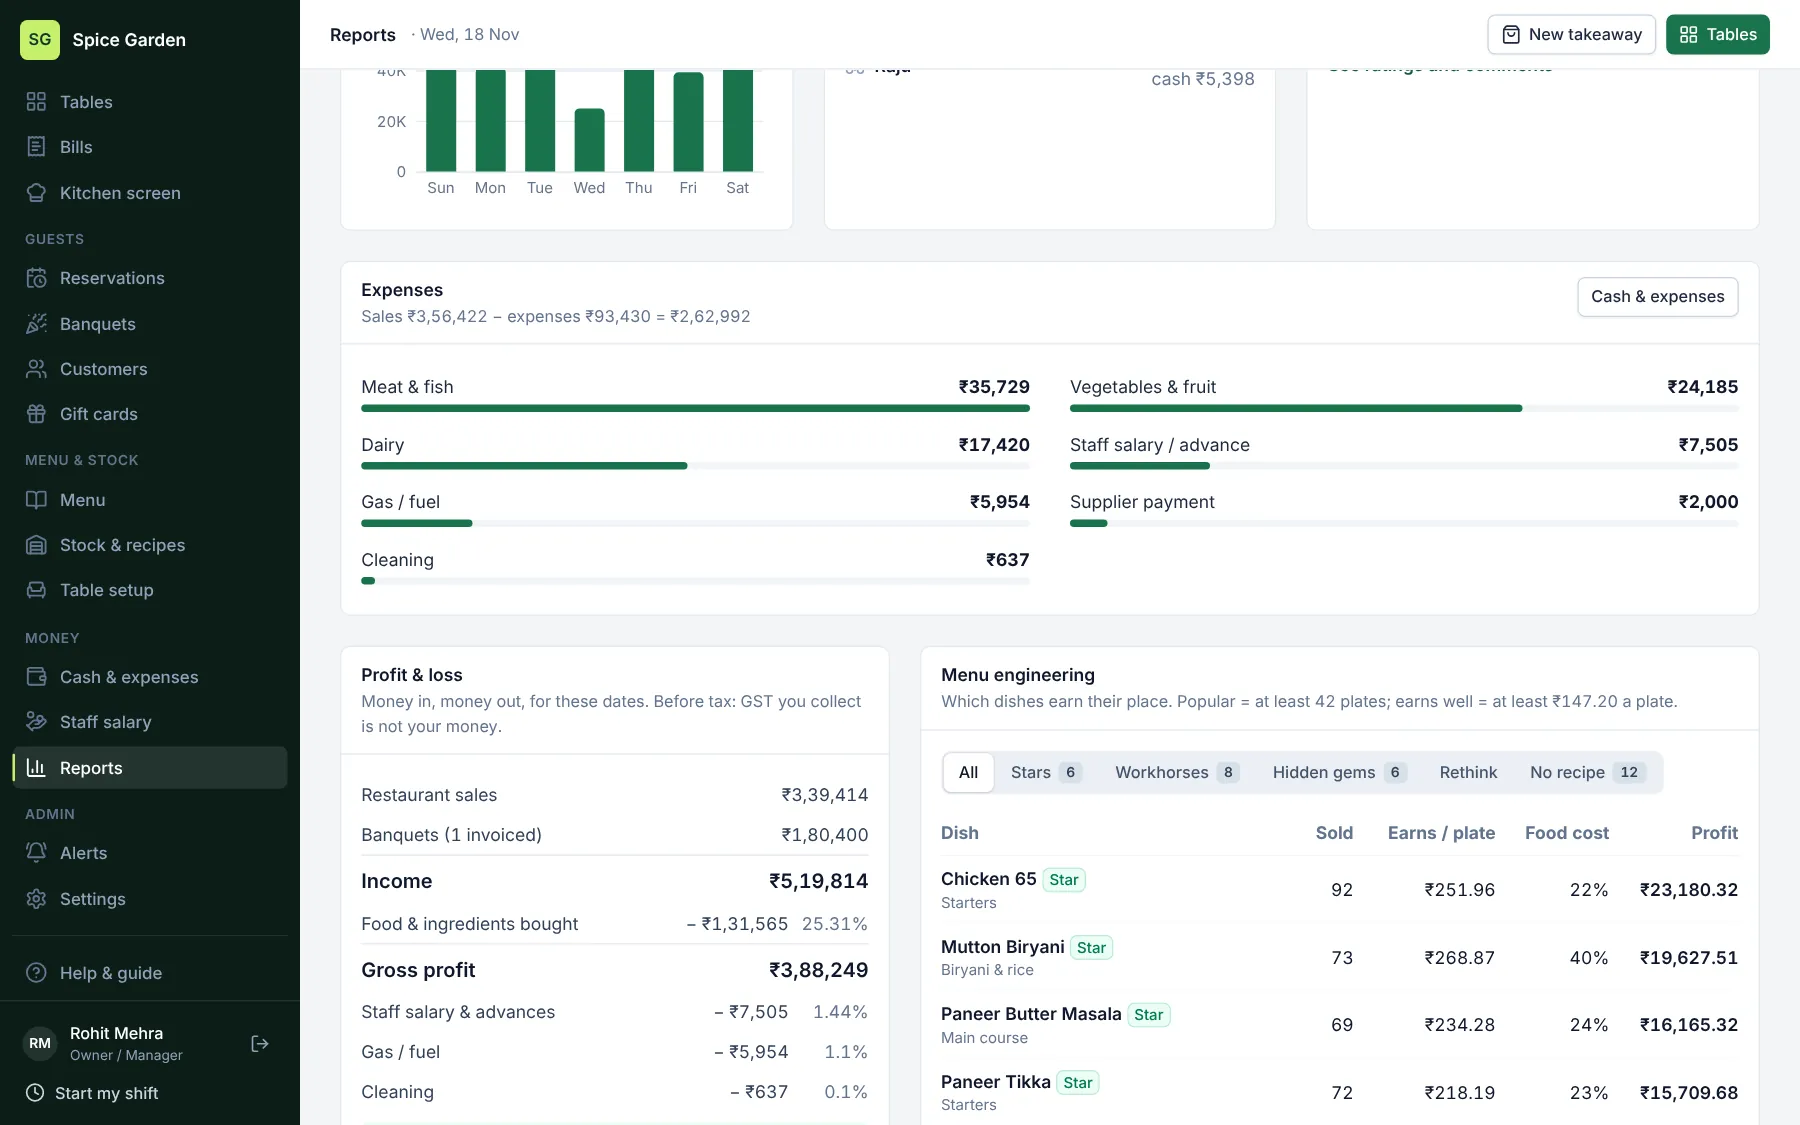 SG Spice Garden
Tables
Bills
Kitchen screen
GUESTS
Reservations
Banquets
Customers
Gift cards
MENU & STOCK
Menu
Stock & recipes
Table setup
MONEY
Cash & expenses
Staff salary
Reports
ADMIN
Alerts
Settings
Help & guide
RM Rohit Mehra
Owner / Manager
Start my shift
Reports · Wed, 18 Nov
New takeaway
Tables
40K
20K
0
Sun Mon Tue Wed Thu Fri Sat
Raju
cash ₹5,398
See ratings and comments
Expenses
Sales ₹3,56,422 − expenses ₹93,430 = ₹2,62,992
Cash & expenses
Meat & fish ₹35,729
Vegetables & fruit ₹24,185
Dairy ₹17,420
Staff salary / advance ₹7,505
Gas / fuel ₹5,954
Supplier payment ₹2,000
Cleaning ₹637
Profit & loss
Money in, money out, for these dates. Before tax: GST you collect
is not your money.
Restaurant sales ₹3,39,414
Banquets (1 invoiced) ₹1,80,400
Income ₹5,19,814
Food & ingredients bought − ₹1,31,565 25.31%
Gross profit ₹3,88,249
Staff salary & advances − ₹7,505 1.44%
Gas / fuel − ₹5,954 1.1%
Cleaning − ₹637 0.1%
Menu engineering
Which dishes earn their place. Popular = at least 42 plates; earns well = at least ₹147.20 a plate.
All Stars 6 Workhorses 8 Hidden gems 6 Rethink No recipe 12
Dish Sold Earns / plate Food cost Profit
Chicken 65 Star 92 ₹251.96 22% ₹23,180.32
Starters
Mutton Biryani Star 73 ₹268.87 40% ₹19,627.51
Biryani & rice
Paneer Butter Masala Star 69 ₹234.28 24% ₹16,165.32
Main course
Paneer Tikka Star 72 ₹218.19 23% ₹15,709.68
Starters